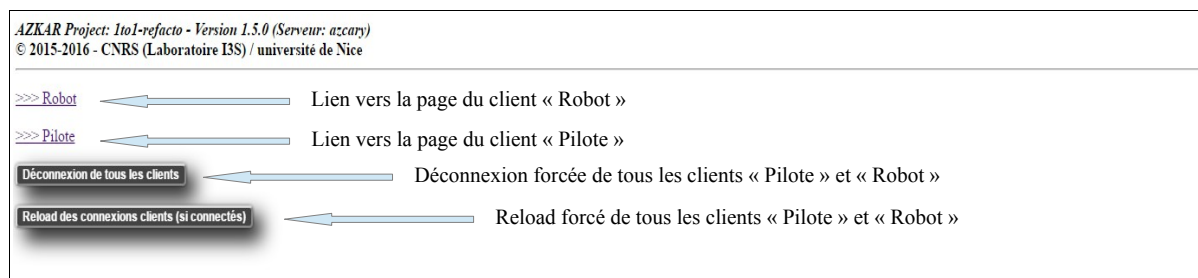 AZKAR Project: 1to1-refacto - Version 1.5.0 (Serveur: azcary)
© 2015-2016 - CNRS (Laboratoire I3S) / université de Nice
>>> Robot Lien vers la page du client « Robot »
>>> Pilote Lien vers la page du client « Pilote »
Déconnexion de tous les clients Déconnexion forcée de tous les clients « Pilote » et « Robot »
Reload des connexions clients (si connectés) Reload forcé de tous les clients « Pilote » et « Robot »